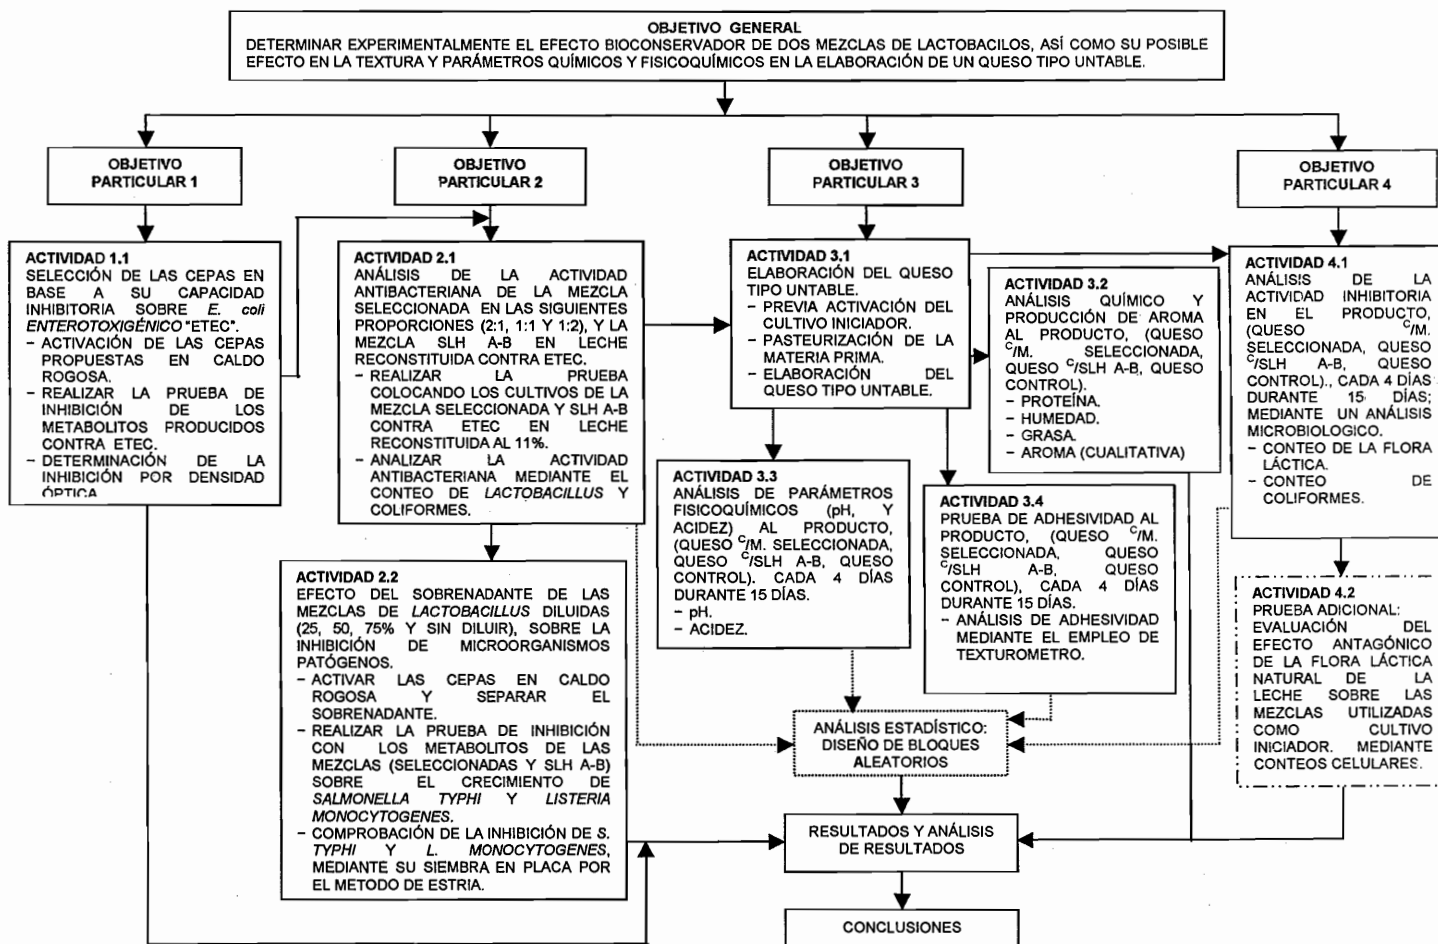 OBJETIVO GENERAL
DETERMINAR EXPERIMENTALMENTE EL EFECTO BIOCONSERVADOR DE DOS MEZCLAS DE LACTOBACILOS, ASÍ COMO SU POSIBLE
EFECTO EN LA TEXTURA Y PARÁMETROS QUÍMICOS Y FISICOQUÍMICOS EN LA ELABORACIÓN DE UN QUESO TIPO UNTABLE.
OBJETIVO
PARTICULAR 1
OBJETIVO
PARTICULAR 2
OBJETIVO
PARTICULAR 3
OBJETIVO
PARTICULAR 4
ACTIVIDAD 1.1
SELECCIÓN DE LAS CEPAS EN
BASE A SU CAPACIDAD
INHIBITORIA SOBRE E. coli
ENTEROTOXIGÉNICO "ETEC".
– ACTIVACIÓN DE LAS CEPAS
PROPUESTAS EN CALDO
ROGOSA.
– REALIZAR LA PRUEBA DE
INHIBICIÓN DE LOS
METABOLITOS PRODUCIDOS
CONTRA ETEC.
– DETERMINACIÓN DE LA
INHIBICIÓN POR DENSIDAD
ÓPTICA
ACTIVIDAD 2.1
ANÁLISIS DE LA ACTIVIDAD
ANTIBACTERIANA DE LA MEZCLA
SELECCIONADA EN LAS SIGUIENTES
PROPORCIONES (2:1, 1:1 Y 1:2), Y LA
MEZCLA SLH A-B EN LECHE
RECONSTITUIDA CONTRA ETEC.
– REALIZAR LA PRUEBA
COLOCANDO LOS CULTIVOS DE
LA MEZCLA SELECCIONADA Y SLH A-B
CONTRA ETEC EN LECHE
RECONSTITUIDA AL 11%.
– ANALIZAR LA ACTIVIDAD
ANTIBACTERIANA MEDIANTE EL
CONTEO DE LACTOBACILLUS Y
COLIFORMES.
ACTIVIDAD 2.2
EFECTO DEL SOBRENADANTE DE LAS
MEZCLAS DE LACTOBACILLUS DILUIDAS
(25, 50, 75% Y SIN DILUIR), SOBRE LA
INHIBICIÓN DE MICROORGANISMOS
PATÓGENOS.
– ACTIVAR LAS CEPAS EN CALDO
ROGOSA Y SEPARAR EL
SOBRENADANTE.
– REALIZAR LA PRUEBA DE INHIBICIÓN
CON LOS METABOLITOS DE LAS
MEZCLAS (SELECCIONADAS Y SLH A-B)
SOBRE EL CRECIMIENTO DE
SALMONELLA TYPHI Y LISTERIA
MONOCYTOGENES.
– COMPROBACIÓN DE LA INHIBICIÓN DE S.
TYPHI Y L. MONOCYTOGENES,
MEDIANTE SU SIEMBRA EN PLACA POR
EL METODO DE ESTRIA.
ACTIVIDAD 3.1
ELABORACIÓN DEL QUESO
TIPO UNTABLE.
– PREVIA ACTIVACIÓN DEL
CULTIVO INICIADOR.
– PASTEURIZACIÓN DE LA
MATERIA PRIMA.
– ELABORACIÓN DEL
QUESO TIPO UNTABLE.
ACTIVIDAD 3.2
ANÁLISIS QUÍMICO Y
PRODUCCIÓN DE AROMA
AL PRODUCTO, (QUESO
C/M. SELECCIONADA,
QUESO C/SLH A-B, QUESO
CONTROL).
– PROTEÍNA.
– HUMEDAD.
– GRASA.
– AROMA (CUALITATIVA)
ACTIVIDAD 3.3
ANÁLISIS DE PARÁMETROS
FISICOQUÍMICOS (pH, Y
ACIDEZ) AL PRODUCTO,
(QUESO C/M. SELECCIONADA,
QUESO C/SLH A-B, QUESO
CONTROL). CADA 4 DÍAS
DURANTE 15 DÍAS.
– pH.
– ACIDEZ.
ACTIVIDAD 3.4
PRUEBA DE ADHESIVIDAD AL
PRODUCTO, (QUESO C/M.
SELECCIONADA, QUESO
C/SLH A-B, QUESO
CONTROL), CADA 4 DÍAS
DURANTE 15 DÍAS.
– ANÁLISIS DE ADHESIVIDAD
MEDIANTE EL EMPLEO DE
TEXTUROMETRO.
ACTIVIDAD 4.1
ANÁLISIS DE LA
ACTIVIDAD INHIBITORIA
EN EL PRODUCTO,
(QUESO C/M.
SELECCIONADA, QUESO
C/SLH A-B, QUESO
CONTROL)., CADA 4 DÍAS
DURANTE 15 DÍAS;
MEDIANTE UN ANÁLISIS
MICROBIOLOGICO.
– CONTEO DE LA FLORA
LÁCTICA.
– CONTEO DE
COLIFORMES.
ACTIVIDAD 4.2
PRUEBA ADICIONAL:
EVALUACIÓN DEL
EFECTO ANTAGÓNICO
DE LA FLORA LÁCTICA
NATURAL DE LA
LECHE SOBRE LAS
MEZCLAS UTILIZADAS
COMO CULTIVO
INICIADOR. MEDIANTE
CONTEOS CELULARES.
ANÁLISIS ESTADÍSTICO:
DISEÑO DE BLOQUES
ALEATORIOS
RESULTADOS Y ANÁLISIS
DE RESULTADOS
CONCLUSIONES